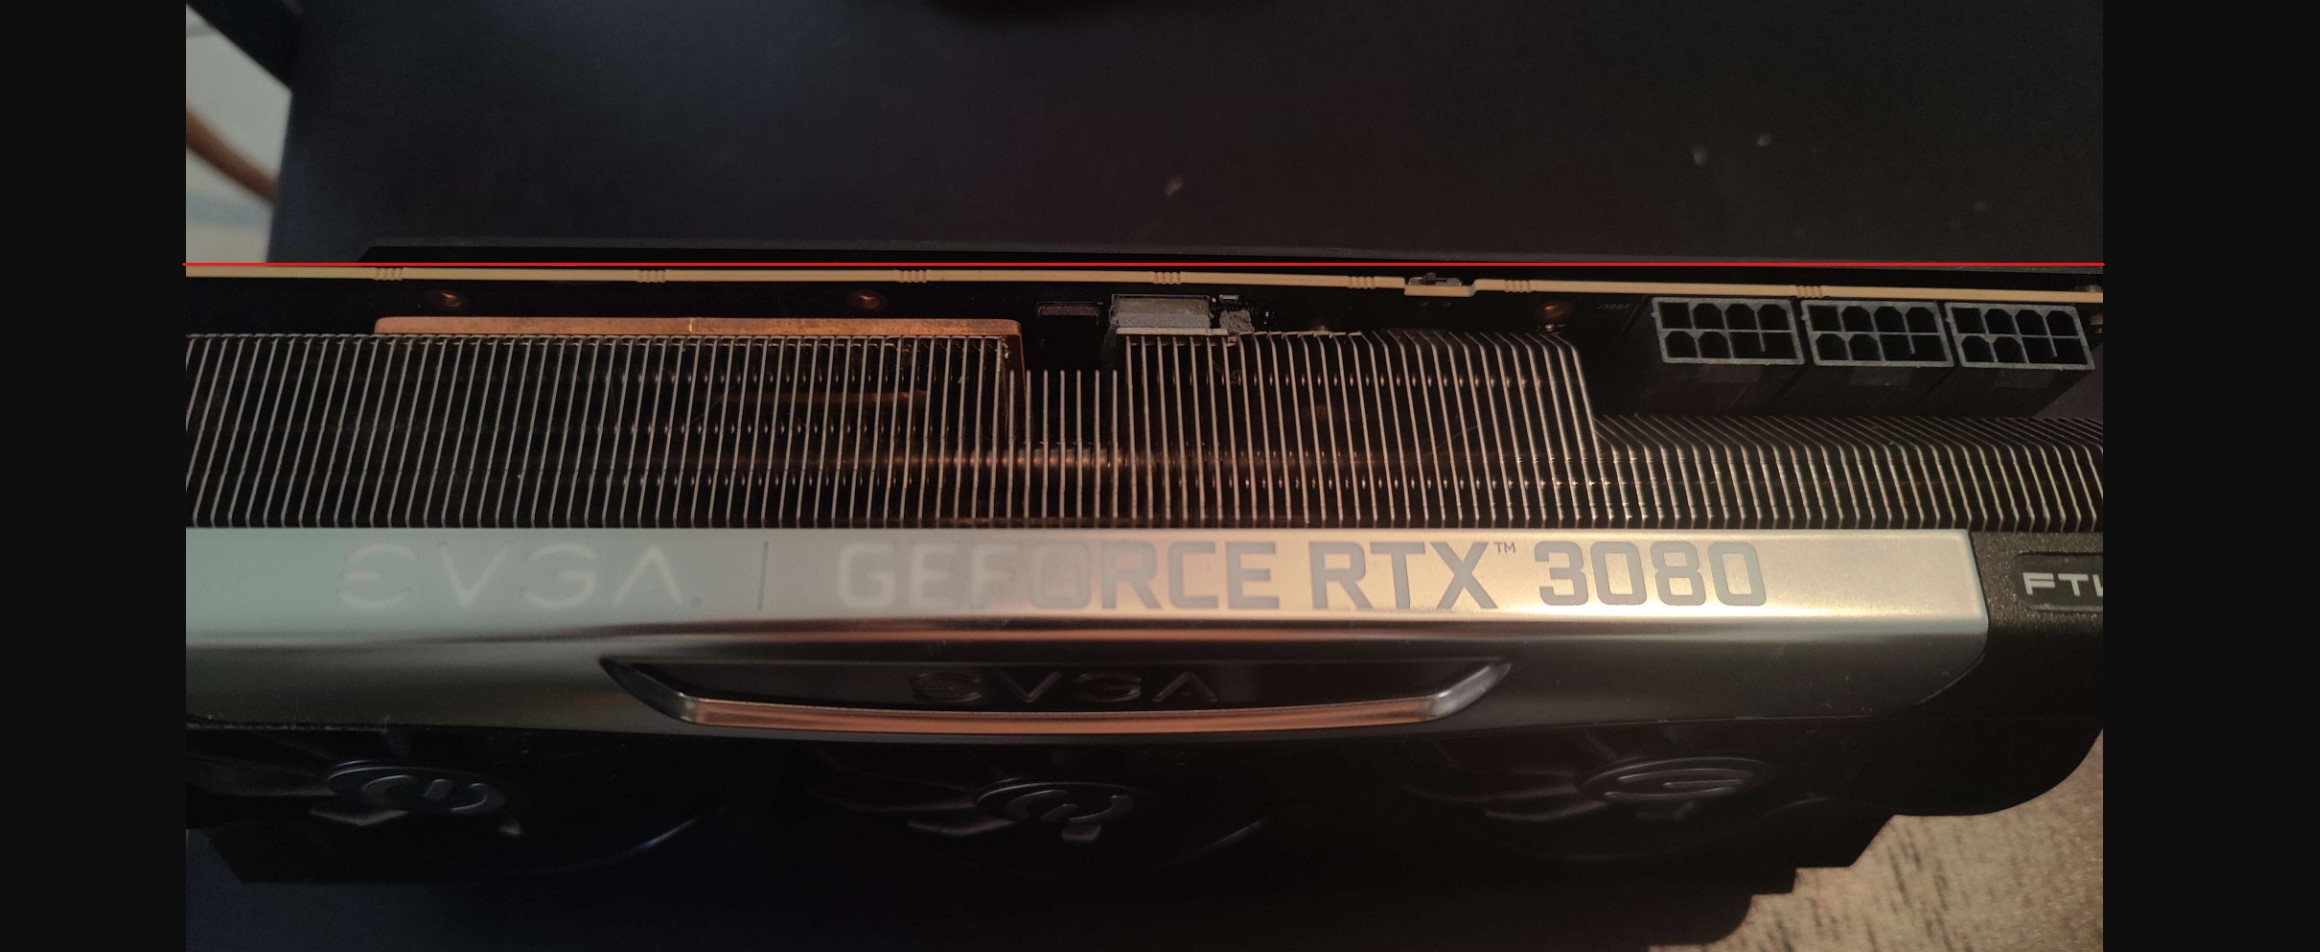 EVGA | GEFORCE RTX™ 3080
EVGA